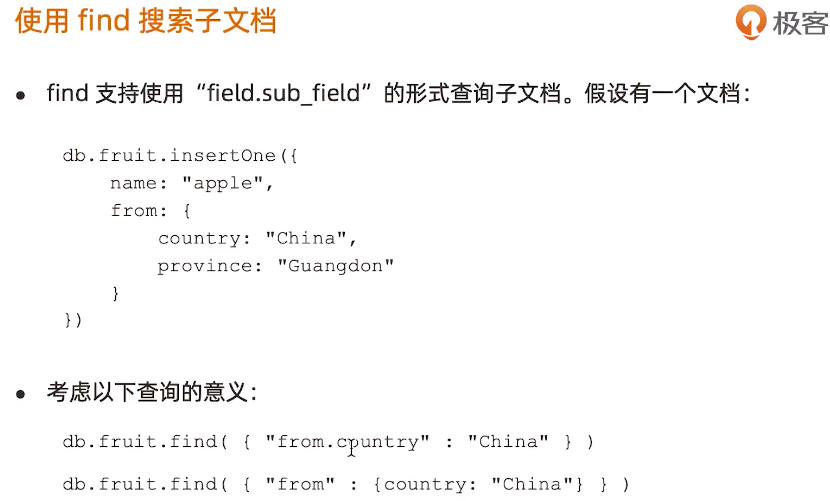 使用 find 搜索子文档
极客
• find 支持使用“field.sub_field”的形式查询子文档。假设有一个文档：
db.fruit.insertOne({
    name: "apple",
    from: {
        country: "China",
        province: "Guangdon"
    }
})
• 考虑以下查询的意义：
db.fruit.find( { "from.country" : "China" } )
db.fruit.find( { "from" : {country: "China"} } )